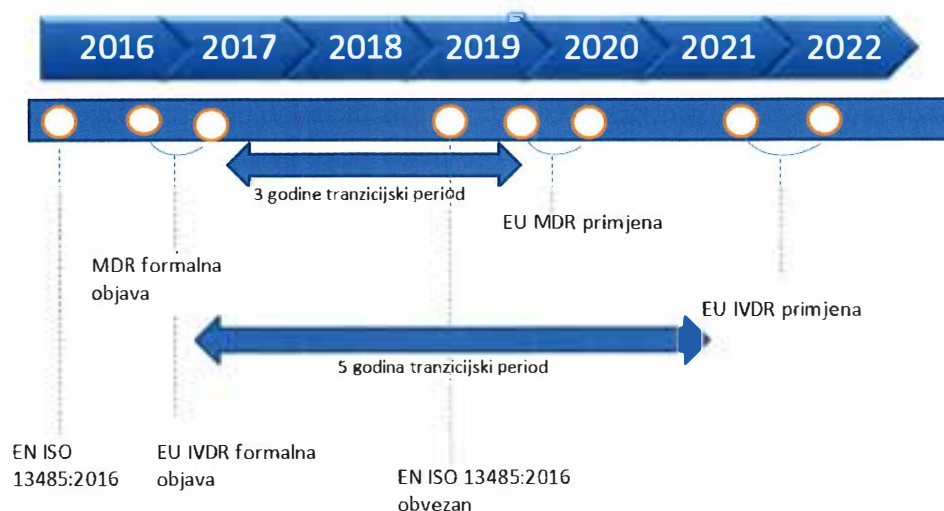 2016 2017 2018 2019 2020 2021 2022
3 godine tranzicijski period
EU MDR primjena
MDR formalna
objava
EU IVDR primjena
5 godina tranzicijski period
EN ISO
13485:2016
EU IVDR formalna
objava
EN ISO 13485:2016
obvezan